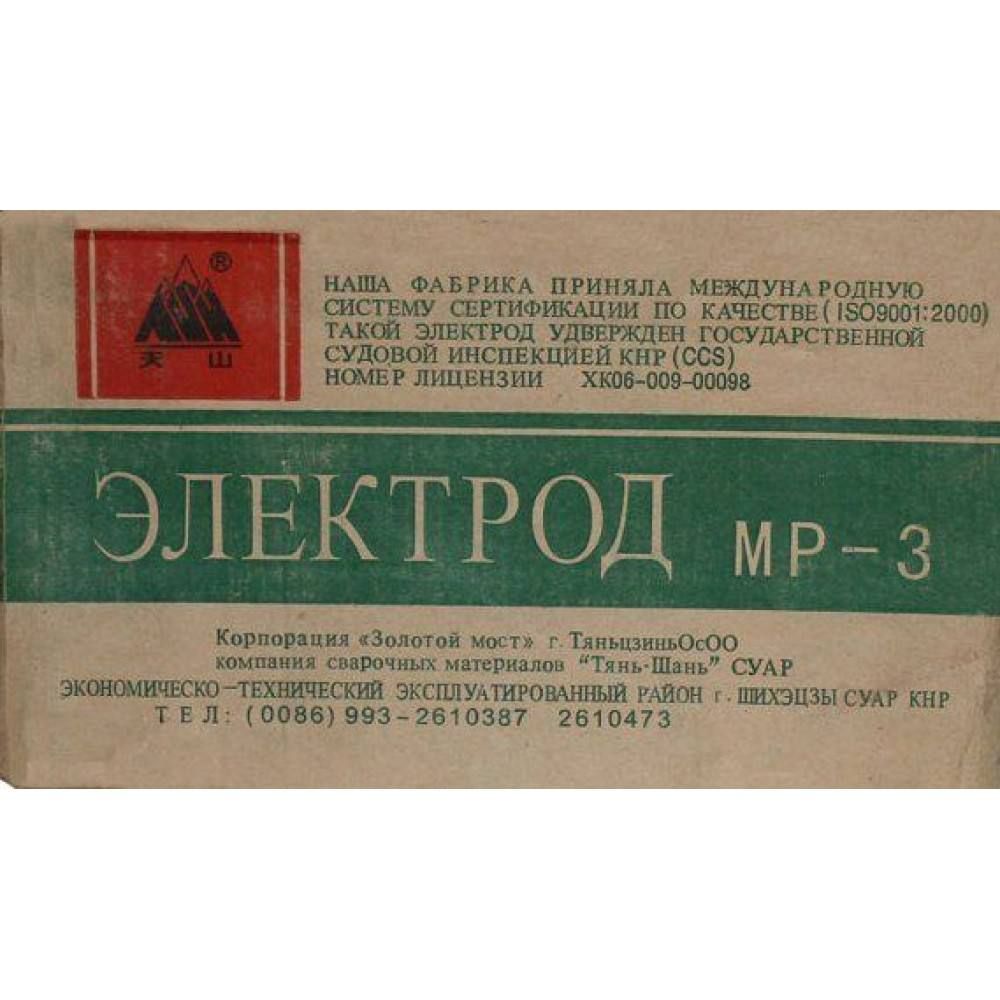 ®
天山
НАША ФАБРИКА ПРИНЯЛА МЕЖДУНАРОДНУЮ
СИСТЕМУ СЕРТИФИКАЦИИ ПО КАЧЕСТВЕ (ISO9001:2000)
ТАКОЙ ЭЛЕКТРОД УДВЕРЖДЕН ГОСУДАРСТВЕННОЙ
СУДОВОЙ ИНСПЕКЦИЕЙ КНР (CCS)
НОМЕР ЛИЦЕНЗИИ ХК06-009-00098
ЭЛЕКТРОД МР-3
Корпорация «Золотой мост» г. ТяньцзиньОсОО
компания сварочных материалов "Тянь-Шань" СУАР
ЭКОНОМИЧЕСКО-ТЕХНИЧЕСКИЙ ЭКСПЛУАТИРОВАННЫЙ РАЙОН г. ШИХЭЦЗЫ СУАР КНР
ТЕЛ: (0086) 993-2610387 2610473